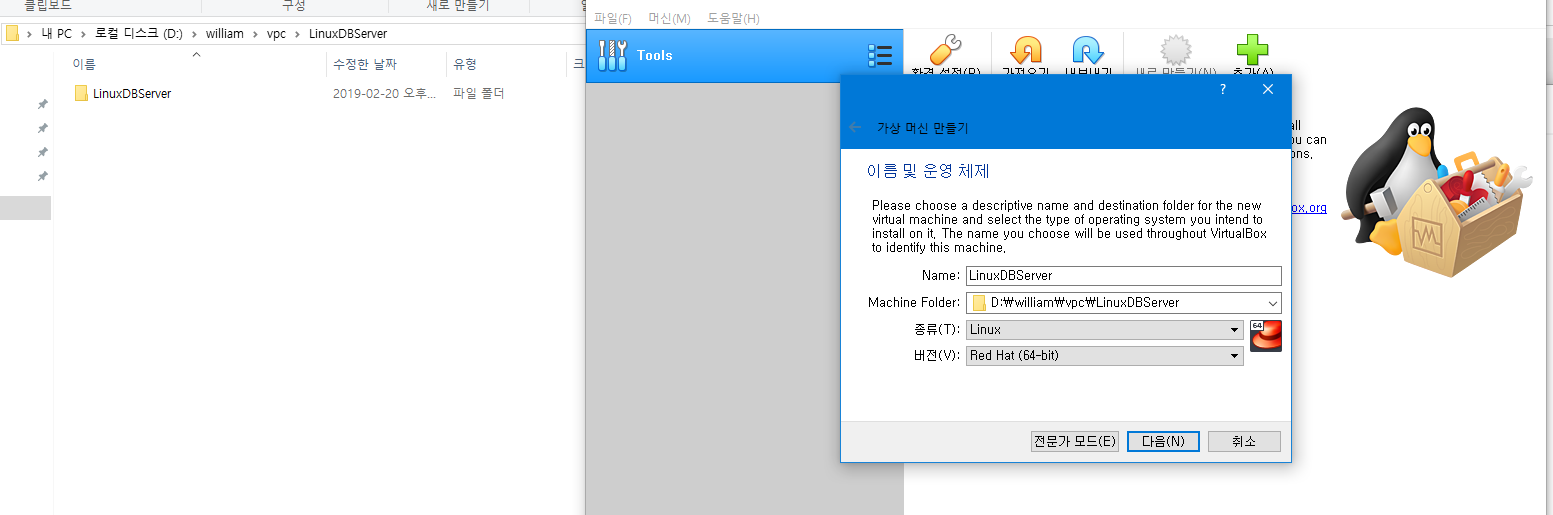 클립보드
구성
새로 만들기
내 PC > 로컬 디스크 (D:) > william > vpc > LinuxDBServer
이름
수정한 날짜
유형
크
LinuxDBServer
2019-02-20 오후...
파일 폴더
파일(F) 머신(M) 도움말(H)
Tools
환경 설정(P)
가져오기
내보내기
새로 만들기(N)
추가(A)
?
가상 머신 만들기
이름 및 운영 체제
Please choose a descriptive name and destination folder for the new
virtual machine and select the type of operating system you intend to
install on it. The name you choose will be used throughout VirtualBox
to identify this machine.
Name: LinuxDBServer
Machine Folder: D:₩william₩vpc₩LinuxDBServer
종류(T): Linux
64
버전(V): Red Hat (64-bit)
전문가 모드(E)
다음(N)
취소
all
ou can
ons.
ox.org